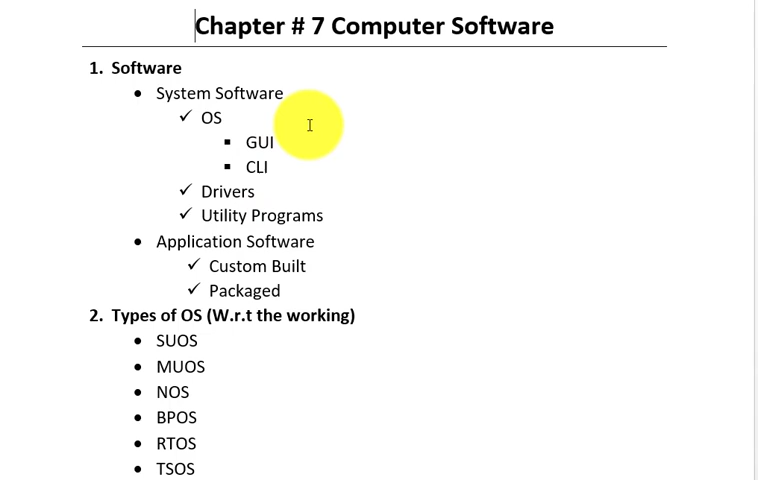 Chapter # 7 Computer Software
1. Software
• System Software
✓ OS
▪ GUI
▪ CLI
✓ Drivers
✓ Utility Programs
• Application Software
✓ Custom Built
✓ Packaged
2. Types of OS (W.r.t the working)
• SUOS
• MUOS
• NOS
• BPOS
• RTOS
• TSOS